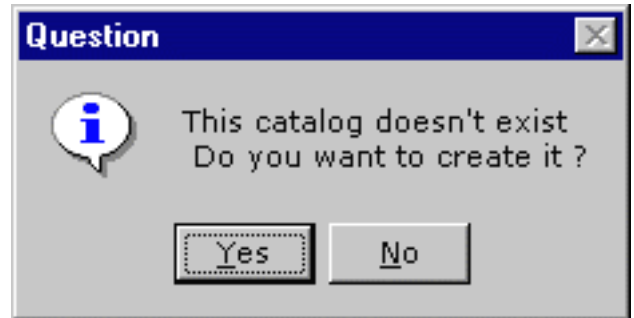 Question
This catalog doesn't exist
Do you want to create it ?
Yes No